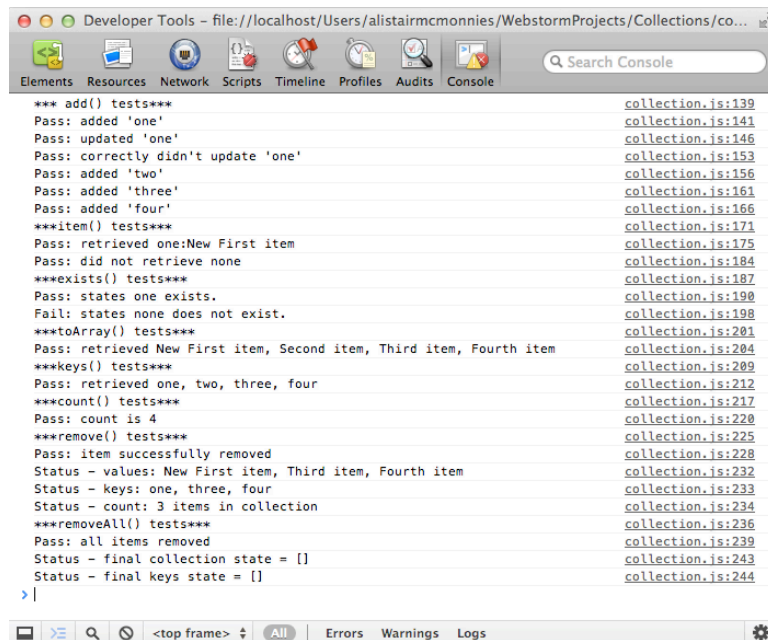 Developer Tools – file://localhost/Users/alistairmcmonnies/WebstormProjects/Collections/co...
Elements Resources Network Scripts Timeline Profiles Audits Console
Search Console
*** add() tests*** collection.js:139
Pass: added 'one' collection.js:141
Pass: updated 'one' collection.js:146
Pass: correctly didn't update 'one' collection.js:153
Pass: added 'two' collection.js:156
Pass: added 'three' collection.js:161
Pass: added 'four' collection.js:166
***item() tests*** collection.js:171
Pass: retrieved one:New First item collection.js:175
Pass: did not retrieve none collection.js:184
***exists() tests*** collection.js:187
Pass: states one exists. collection.js:190
Fail: states none does not exist. collection.js:198
***toArray() tests*** collection.js:201
Pass: retrieved New First item, Second item, Third item, Fourth item collection.js:204
***keys() tests*** collection.js:209
Pass: retrieved one, two, three, four collection.js:212
***count() tests*** collection.js:217
Pass: count is 4 collection.js:220
***remove() tests*** collection.js:225
Pass: item successfully removed collection.js:228
Status – values: New First item, Third item, Fourth item collection.js:232
Status – keys: one, three, four collection.js:233
Status – count: 3 items in collection collection.js:234
***removeAll() tests*** collection.js:236
Pass: all items removed collection.js:239
Status – final collection state = [] collection.js:243
Status – final keys state = [] collection.js:244
>
<top frame> All Errors Warnings Logs